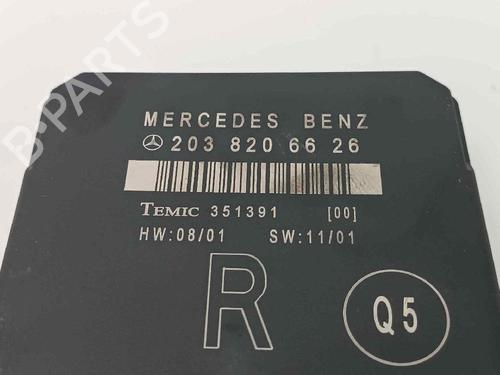 B-PARTS
MERCEDES BENZ
203 820 66 26
TEMIC 351391 [00]
HW:08/01 SW:11/01
R
Q5